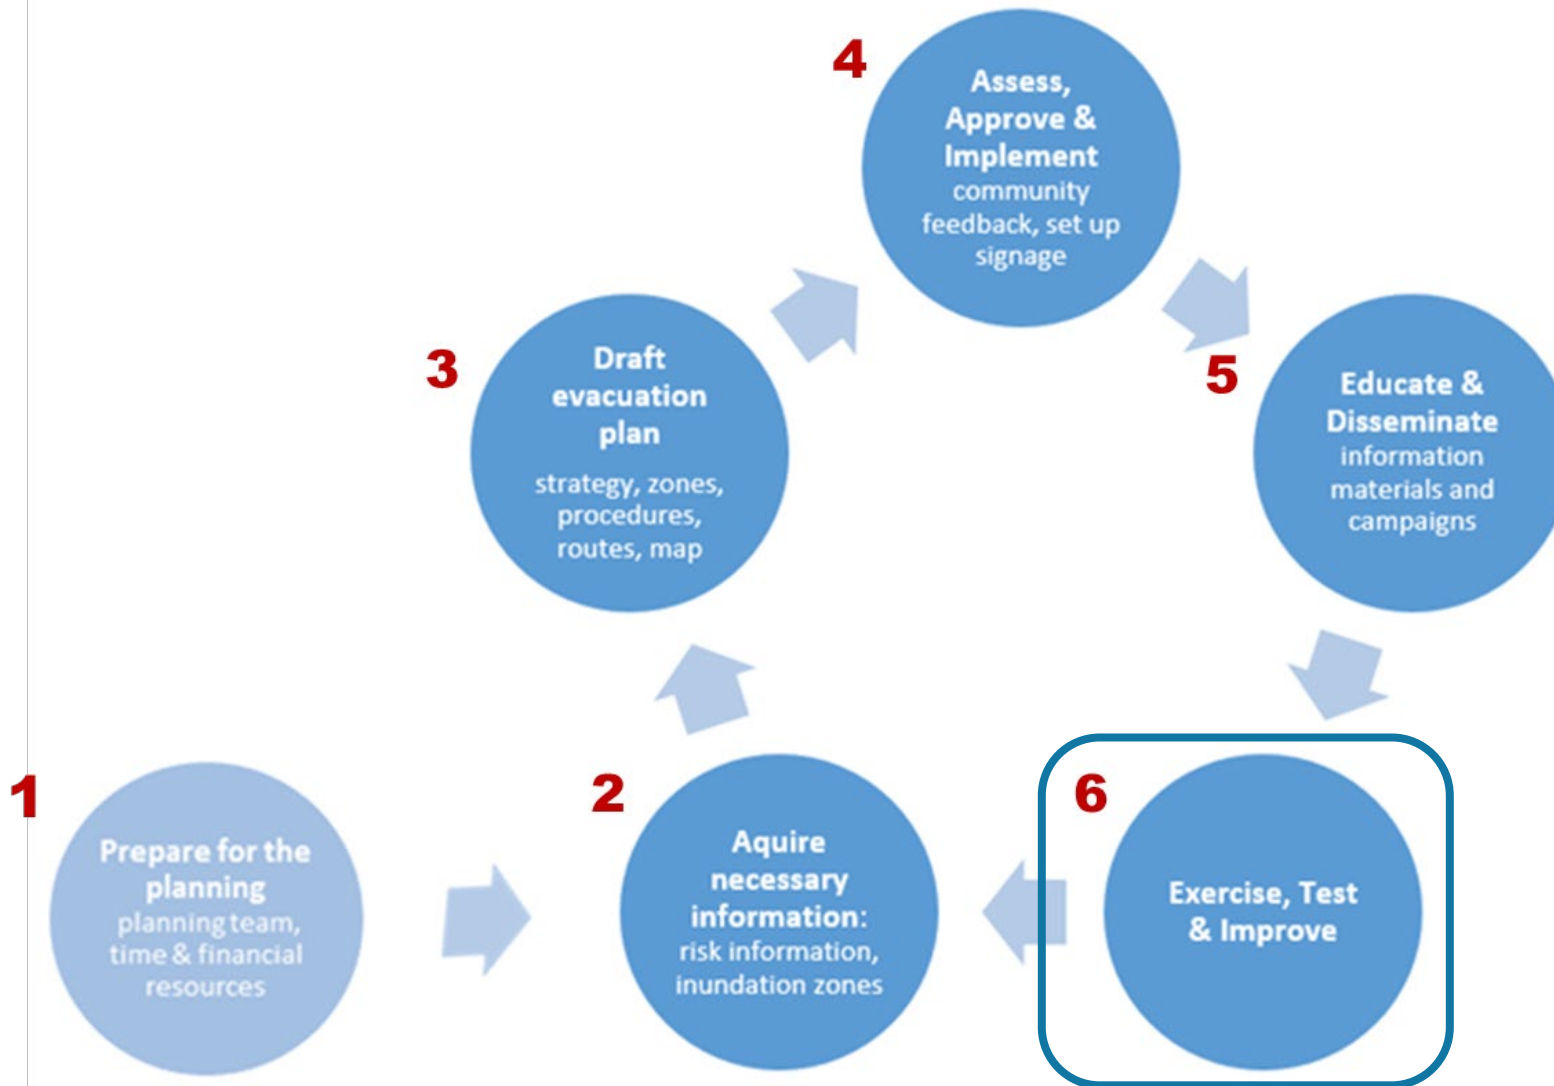 1
Prepare for the
planning
planning team,
time & financial
resources
2
Aquire
necessary
information:
risk information,
inundation zones
3
Draft
evacuation
plan
strategy, zones,
procedures,
routes, map
4
Assess,
Approve &
Implement
community
feedback, set up
signage
5
Educate &
Disseminate
information
materials and
campaigns
6
Exercise, Test
& Improve